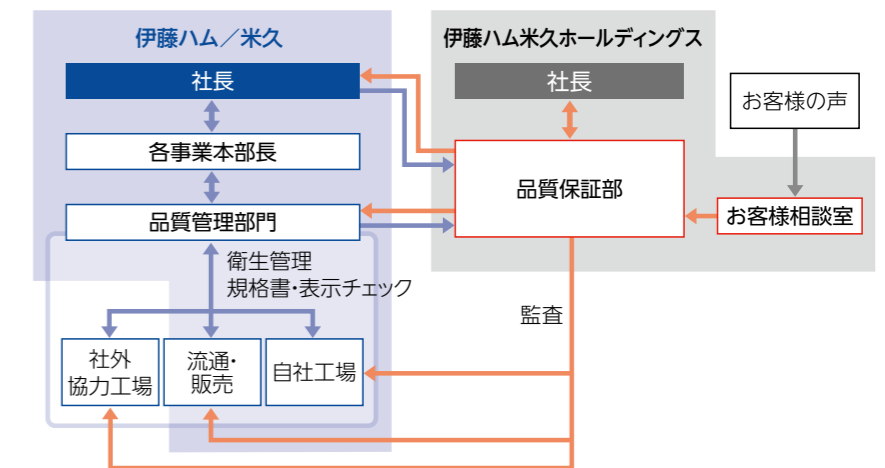 伊藤ハム／米久
社長
各事業本部長
品質管理部門
衛生管理
規格書・表示チェック
社外
協力工場
流通・
販売
自社工場
伊藤ハム米久ホールディングス
社長
品質保証部
お客様の声
お客様相談室
監査